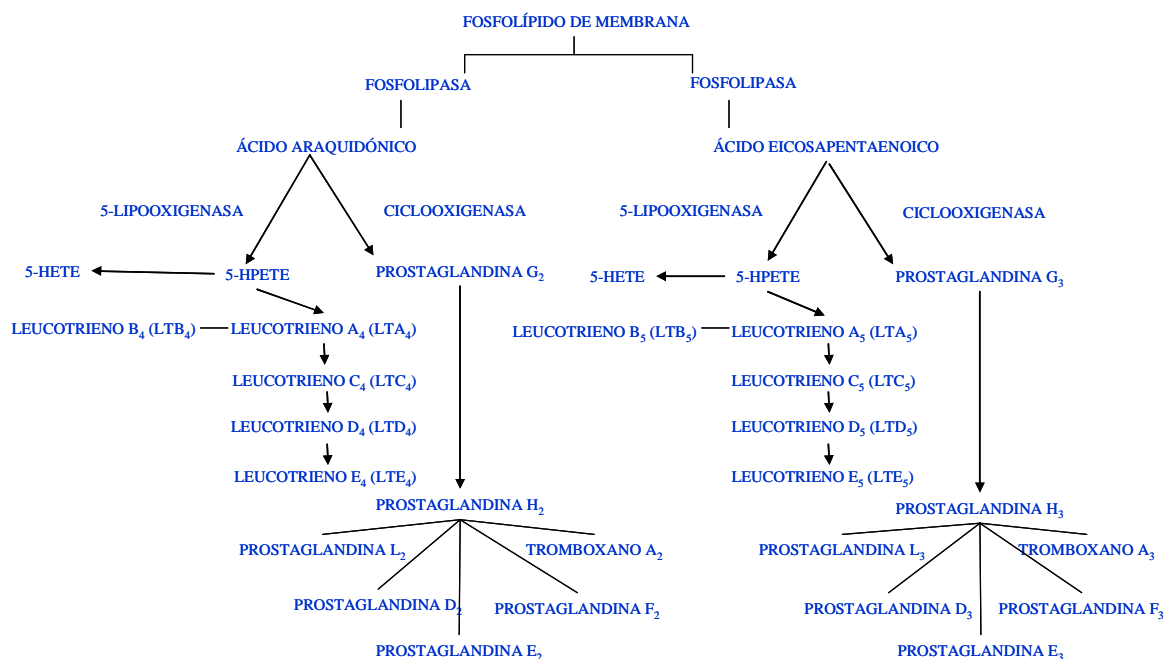 FOSFOLÍPIDO DE MEMBRANA
FOSFOLIPASA
FOSFOLIPASA
ÁCIDO ARAQUIDÓNICO
ÁCIDO EICOSAPENTAENOICO
5-LIPOOXIGENASA
CICLOOXIGENASA
5-LIPOOXIGENASA
CICLOOXIGENASA
5-HETE
5-HPETE
PROSTAGLANDINA G₂
5-HETE
5-HPETE
PROSTAGLANDINA G₃
LEUCOTRIENO B₄ (LTB₄)
LEUCOTRIENO A₄ (LTA₄)
LEUCOTRIENO B₅ (LTB₅)
LEUCOTRIENO A₅ (LTA₅)
LEUCOTRIENO C₄ (LTC₄)
LEUCOTRIENO C₅ (LTC₅)
LEUCOTRIENO D₄ (LTD₄)
LEUCOTRIENO D₅ (LTD₅)
LEUCOTRIENO E₄ (LTE₄)
LEUCOTRIENO E₅ (LTE₅)
PROSTAGLANDINA H₂
PROSTAGLANDINA H₃
PROSTAGLANDINA L₂
TROMBOXANO A₂
PROSTAGLANDINA L₃
TROMBOXANO A₃
PROSTAGLANDINA D₂
PROSTAGLANDINA F₂
PROSTAGLANDINA D₃
PROSTAGLANDINA F₃
PROSTAGLANDINA E₂
PROSTAGLANDINA E₃